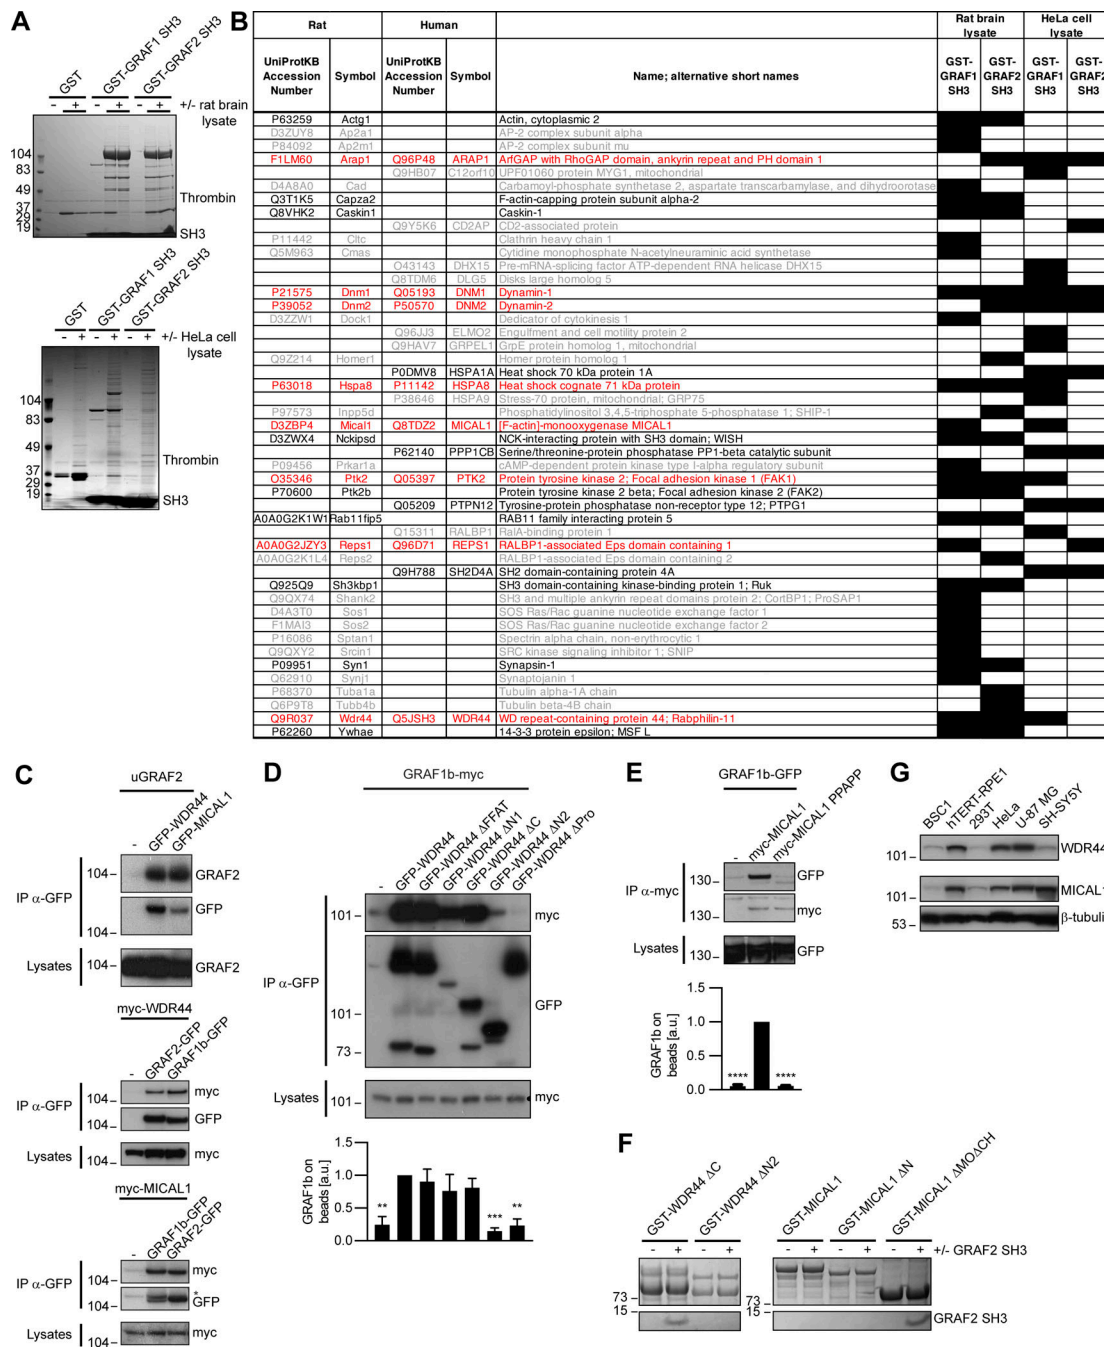 A
GST
GST-GRAF1 SH3
GST-GRAF2 SH3
- + - + - + +/- rat brain
lysate
104
83
49
37
29
19
Thrombin
SH3
GST
GST-GRAF1 SH3
GST-GRAF2 SH3
- + - + - + +/- HeLa cell
lysate
104
83
49
37
29
19
Thrombin
SH3
B
Rat Human Rat brain lysate HeLa cell lysate
UniProtKB Accession Number Symbol UniProtKB Accession Number Symbol Name; alternative short names GST-GRAF1 SH3 GST-GRAF2 SH3 GST-GRAF1 SH3 GST-GRAF2 SH3
P63259 Actg1 Actin, cytoplasmic 2
D3ZUY8 Ap2a1 AP-2 complex subunit alpha
P84092 Ap2m1 AP-2 complex subunit mu
F1LM60 Arap1 Q96P48 ARAP1 ArfGAP with RhoGAP domain, ankyrin repeat and PH domain 1
Q9HB07 C12orf10 UPF01060 protein MYG1, mitochondrial
D4A8A0 Cad Carbamoyl-phosphate synthetase 2, aspartate transcarbamylase, and dihydroorotase
Q3T1K5 Capza2 F-actin-capping protein subunit alpha-2
Q8VHK2 Caskin1 Caskin-1
Q9Y5K6 CD2AP CD2-associated protein
P11442 Cltc Clathrin heavy chain 1
Q5M963 Cmas Cytidine monophosphate N-acetylneuraminic acid synthetase
O43143 DHX15 Pre-mRNA-splicing factor ATP-dependent RNA helicase DHX15
Q8TDM6 DLG5 Disks large homolog 5
P21575 Dnm1 Q05193 DNM1 Dynamin-1
P39052 Dnm2 P50570 DNM2 Dynamin-2
D3ZZW1 Dock1 Dedicator of cytokinesis 1
Q96JJ3 ELMO2 Engulfment and cell motility protein 2
Q9HAV7 GRPEL1 GrpE protein homolog 1, mitochondrial
Q9Z214 Homer1 Homer protein homolog 1
P0DMV8 HSPA1A Heat shock 70 kDa protein 1A
P63018 Hspa8 P11142 HSPA8 Heat shock cognate 71 kDa protein
P38646 HSPA9 Stress-70 protein, mitochondrial; GRP75
P97573 Inpp5d Phosphatidylinositol 3,4,5-triphosphate 5-phosphatase 1; SHIP-1
D3ZBP4 Mical1 Q8TDZ2 MICAL1 [F-actin]-monooxygenase MICAL1
D3ZWX4 Nckipsd NCK-interacting protein with SH3 domain; WISH
P62140 PPP1CB Serine/threonine-protein phosphatase PP1-beta catalytic subunit
P09456 Prkar1a cAMP-dependent protein kinase type I-alpha regulatory subunit
O35346 Ptk2 Q05397 PTK2 Protein tyrosine kinase 2; Focal adhesion kinase 1 (FAK1)
P70600 Ptk2b Protein tyrosine kinase 2 beta; Focal adhesion kinase 2 (FAK2)
Q05209 PTPN12 Tyrosine-protein phosphatase non-receptor type 12; PTPG1
A0A0G2K1W1 Rab11fip5 RAB11 family interacting protein 5
Q15311 RALBP1 RalA-binding protein 1
A0A0G2JZY3 Reps1 Q96D71 REPS1 RALBP1-associated Eps domain containing 1
A0A0G2K1L4 Reps2 RALBP1-associated Eps domain containing 2
Q9H788 SH2D4A SH2 domain-containing protein 4A
Q925Q9 Sh3kbp1 SH3 domain-containing kinase-binding protein 1; Ruk
Q9QX74 Shank2 SH3 and multiple ankyrin repeat domains protein 2; CortBP1; ProSAP1
D4A3T0 Sos1 SOS Ras/Rac guanine nucleotide exchange factor 1
F1MAI3 Sos2 SOS Ras/Rac guanine nucleotide exchange factor 2
P16086 Sptan1 Spectrin alpha chain, non-erythrocytic 1
Q9QXY2 Srcin1 SRC kinase signaling inhibitor 1; SNIP
P09951 Syn1 Synapsin-1
Q62910 Synj1 Synaptojanin 1
P68370 Tuba1a Tubulin alpha-1A chain
Q6P9T8 Tubb4b Tubulin beta-4B chain
Q9R037 Wdr44 Q5JSH3 WDR44 WD repeat-containing protein 44; Rabphilin-11
P62260 Ywhae 14-3-3 protein epsilon; MSF L
C
uGRAF2
- GFP-WDR44 GFP-MICAL1
IP α-GFP 104 GRAF2
104 GFP
Lysates 104 GRAF2
myc-WDR44
- GRAF2-GFP GRAF1b-GFP
IP α-GFP 104 myc
104 GFP
Lysates 104 myc
myc-MICAL1
- GRAF1b-GFP GRAF2-GFP
IP α-GFP 104 myc
104 * GFP
Lysates 104 myc
D
GRAF1b-myc
- GFP-WDR44 GFP-WDR44 ΔFFAT GFP-WDR44 ΔN1 GFP-WDR44 ΔC GFP-WDR44 ΔN2 GFP-WDR44 ΔPro
101 myc
IP α-GFP
GFP
101
73
Lysates 101 myc
GRAF1b on beads [a.u.]
1.5
1.0
0.5
0.0
** *** **
E
GRAF1b-GFP
- myc-MICAL1 myc-MICAL1 PPAPP
IP α-myc 130 GFP
130 myc
Lysates 130 GFP
GRAF1b on beads [a.u.]
1.5
1.0
0.5
0.0
**** ****
F
GST-WDR44 ΔC GST-WDR44 ΔN2 GST-MICAL1 GST-MICAL1 ΔN GST-MICAL1 ΔMOΔCH
- + - + - + - + - + +/- GRAF2 SH3
73 73
15 15 GRAF2 SH3
G
BSC1 hTERT-RPE1 293T HeLa U-87 MG SH-SY5Y
101 WDR44
101 MICAL1
53 β-tubulin